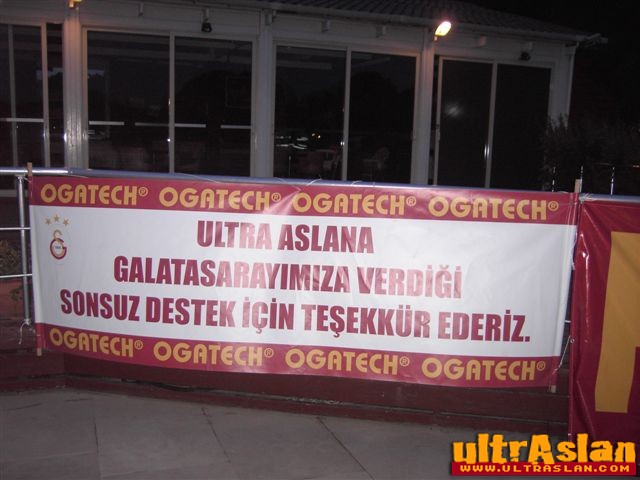 OGATECH® OGATECH® OGATECH® OGATECH®
ULTRA ASLANA
GALATASARAYIMIZA VERDİĞİ
SONSUZ DESTEK İÇİN TEŞEKKÜR EDERİZ.
OGATECH® OGATECH® OGATECH® OGATECH®
ultrAslan
WWW.ULTRASLAN.COM